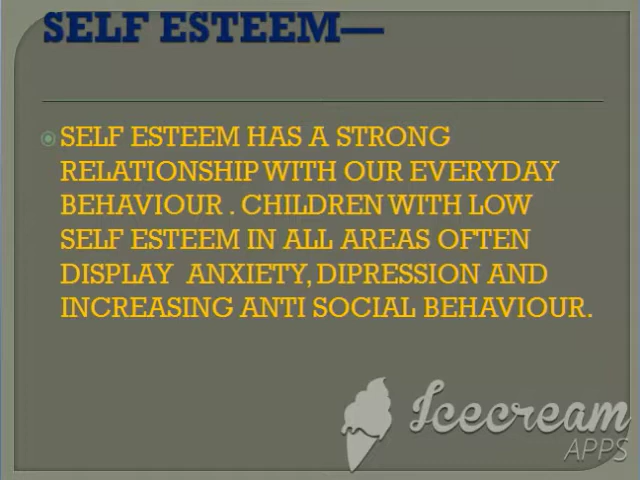 SELF ESTEEM—
SELF ESTEEM HAS A STRONG
RELATIONSHIP WITH OUR EVERYDAY
BEHAVIOUR . CHILDREN WITH LOW
SELF ESTEEM IN ALL AREAS OFTEN
DISPLAY ANXIETY, DIPRESSION AND
INCREASING ANTI SOCIAL BEHAVIOUR.
Icecream
APPS